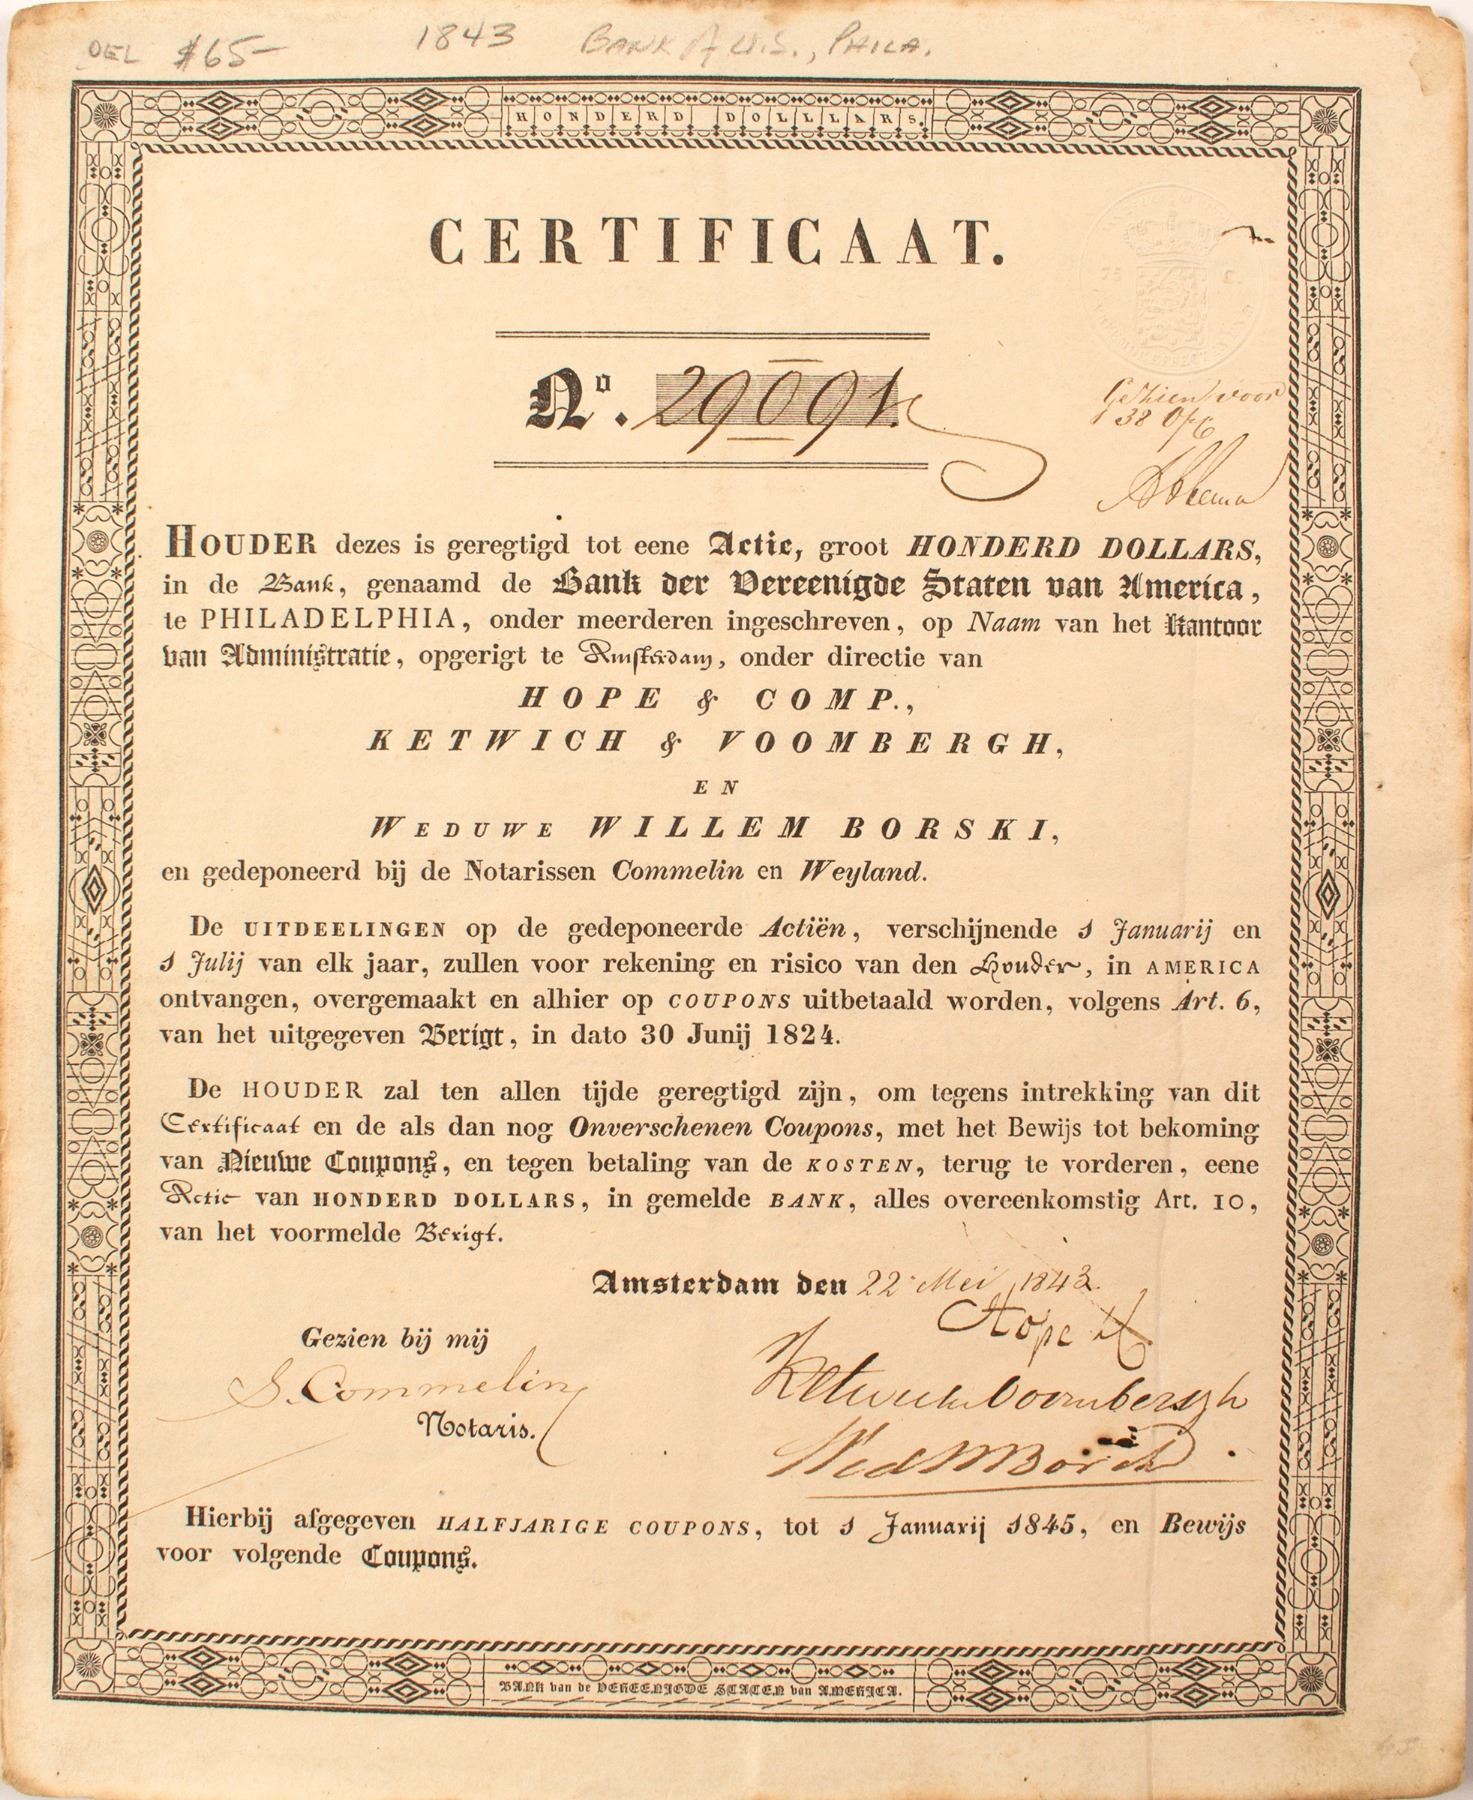 DEL $65- 1843 BANK of U.S., PHILA.
HONDERD DOLLLARS.
CERTIFICAAT.
75 C.
No. 29091
Gezien voor
138
HOUDER dezes is geregtigd tot eene Actie, groot HONDERD DOLLARS,
in de Bank, genaamd de Bank der Vereenigde Staten van America,
te PHILADELPHIA, onder meerderen ingeschreven, op Naam van het Kantoor
van Administratie, opgerigt te Amsterdam, onder directie van
HOPE & COMP.,
KETWICH & VOOMBERGH,
EN
WEDUWE WILLEM BORSKI,
en gedeponeerd bij de Notarissen Commelin en Weyland.
De UITDEELINGEN op de gedeponeerde Actiën, verschijnende 1 Januarij en
1 Julij van elk jaar, zullen voor rekening en risico van den Houder, in AMERICA
ontvangen, overgemaakt en alhier op COUPONS uitbetaald worden, volgens Art. 6,
van het uitgegeven Berigt, in dato 30 Junij 1824.
De HOUDER zal ten allen tijde geregtigd zijn, om tegens intrekking van dit
Certificaat en de als dan nog Onverschenen Coupons, met het Bewijs tot bekoming
van Nieuwe Coupons, en tegen betaling van de KOSTEN, terug te vorderen, eene
Actie van HONDERD DOLLARS, in gemelde BANK, alles overeenkomstig Art. 10,
van het voormelde Berigt.
Amsterdam den 22 Mei 1843.
Hope &
Gezien bij mij
Ketwich Voombergh
S. Commelin
Notaris.
Wed W Borski
Hierbij afgegeven HALFJARIGE COUPONS, tot 1 Januarij 1845, en Bewijs
voor volgende Coupons.
BANK van de VEREENIGDE STATEN van AMERICA.